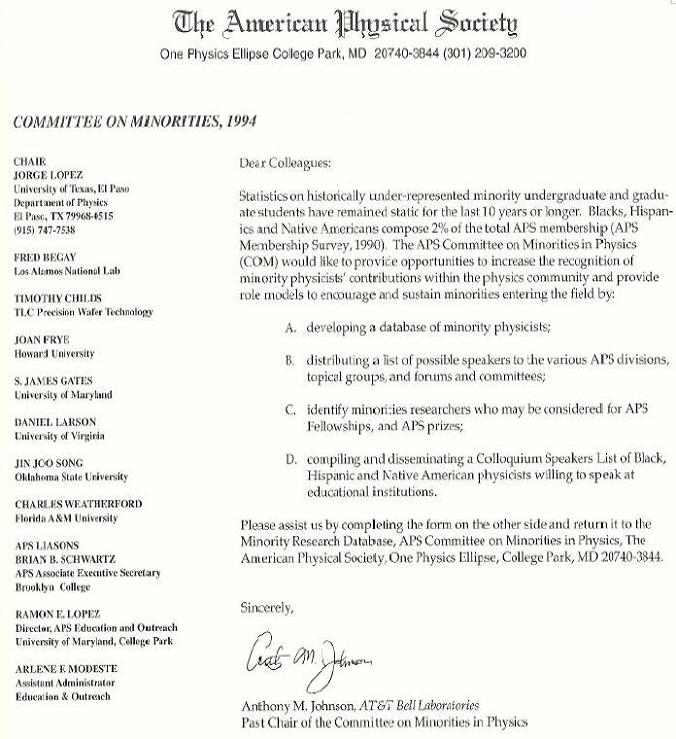 The American Physical Society
One Physics Ellipse College Park, MD 20740-3844 (301) 209-3200
COMMITTEE ON MINORITIES, 1994
CHAIR
JORGE LOPEZ
University of Texas, El Paso
Department of Physics
El Paso, TX 79968-0515
(915) 747-7538
FRED BEGAY
Los Alamos National Lab
TIMOTHY CHILDS
TLC Precision Wafer Technology
JOAN FRYE
Howard University
S. JAMES GATES
University of Maryland
DANIEL LARSON
University of Virginia
JIN JOO SONG
Oklahoma State University
CHARLES WEATHERFORD
Florida A&M University
APS LIASONS
BRIAN B. SCHWARTZ
APS Associate Executive Secretary
Brooklyn College
RAMON E. LOPEZ
Director, APS Education and Outreach
University of Maryland, College Park
ARLENE F. MODESTE
Assistant Administrator
Education & Outreach
Dear Colleagues:
Statistics on historically under-represented minority undergraduate and gradu-
ate students have remained static for the last 10 years or longer. Blacks, Hispan-
ics and Native Americans compose 2% of the total APS membership (APS
Membership Survey, 1990). The APS Committee on Minorities in Physics
(COM) would like to provide opportunities to increase the recognition of
minority physicists' contributions within the physics community and provide
role models to encourage and sustain minorities entering the field by:
A. developing a database of minority physicists;
B. distributing a list of possible speakers to the various APS divisions,
topical groups, and forums and committees;
C. identify minorities researchers who may be considered for APS
Fellowships, and APS prizes;
D. compiling and disseminating a Colloquium Speakers List of Black,
Hispanic and Native American physicists willing to speak at
educational institutions.
Please assist us by completing the form on the other side and return it to the
Minority Research Database, APS Committee on Minorities in Physics, The
American Physical Society, One Physics Ellipse, College Park, MD 20740-3844.
Sincerely,
Anthony M. Johnson, AT&T Bell Laboratories
Past Chair of the Committee on Minorities in Physics